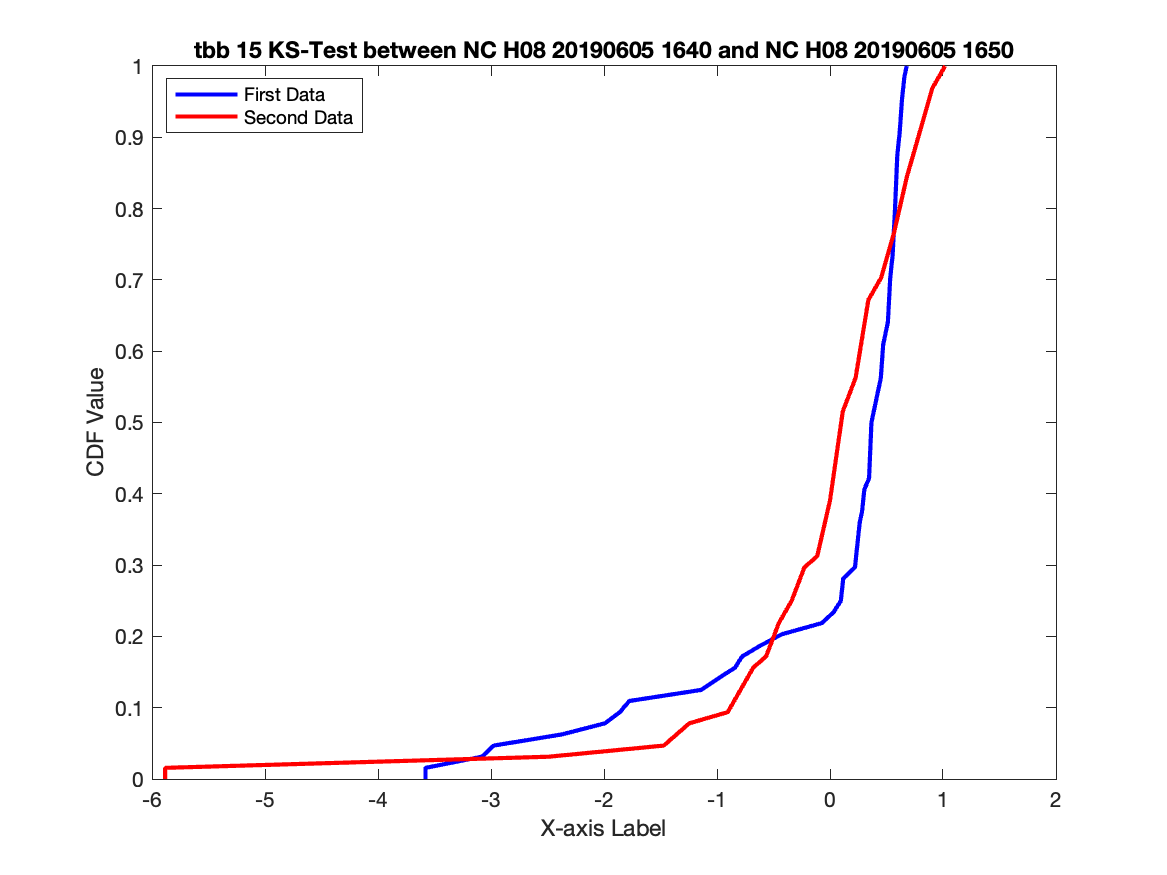 tbb 15 KS-Test between NC H08 20190605 1640 and NC H08 20190605 1650
First Data
Second Data
1
0.9
0.8
0.7
0.6
0.5
0.4
0.3
0.2
0.1
0
CDF Value
-6 -5 -4 -3 -2 -1 0 1 2
X-axis Label